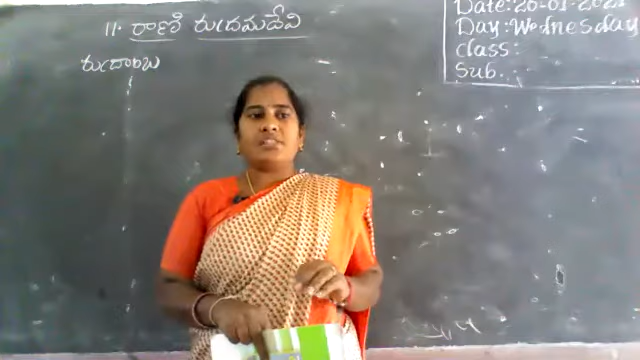 11. రాణి రుద్రమదేవి
రుద్రాంబ
Date: 20-01-2021
Day: Wednesday
Class:
Sub..